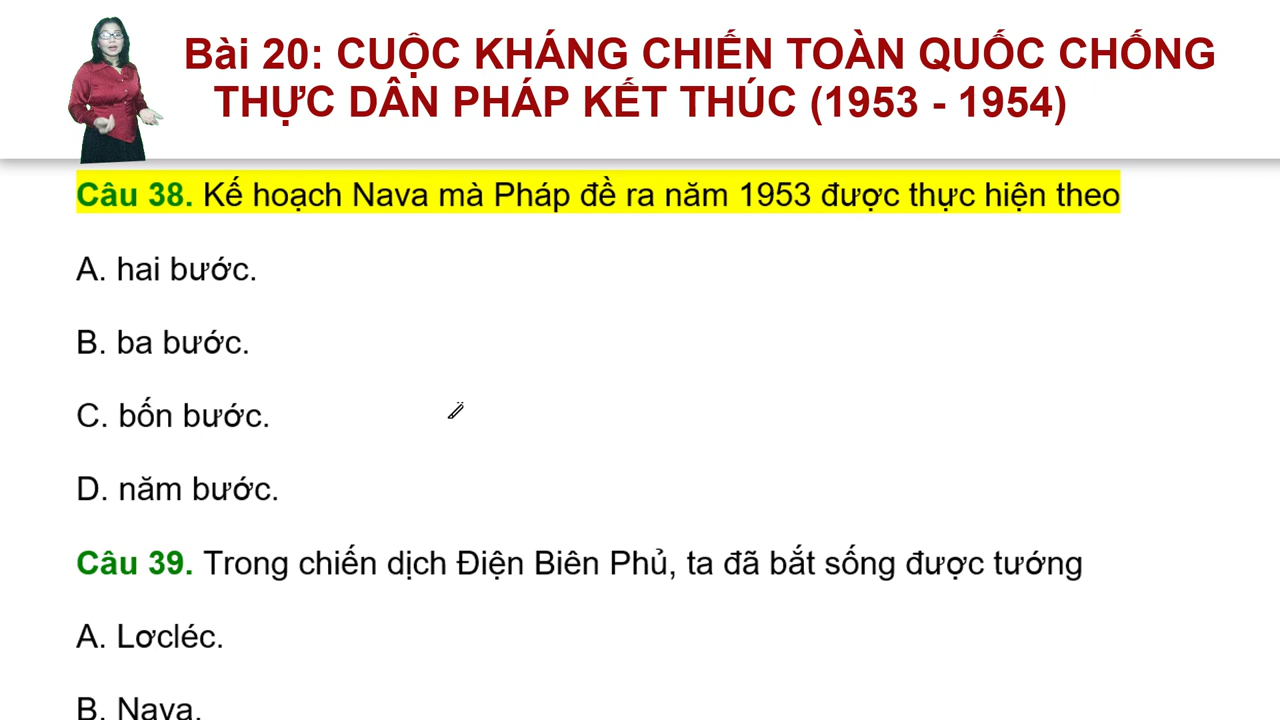 Bài 20: CUỘC KHÁNG CHIẾN TOÀN QUỐC CHỐNG
THỰC DÂN PHÁP KẾT THÚC (1953 - 1954)
Câu 38. Kế hoạch Nava mà Pháp đề ra năm 1953 được thực hiện theo
A. hai bước.
B. ba bước.
C. bốn bước.
D. năm bước.
Câu 39. Trong chiến dịch Điện Biên Phủ, ta đã bắt sống được tướng
A. Lơcléc.
B. Nava.